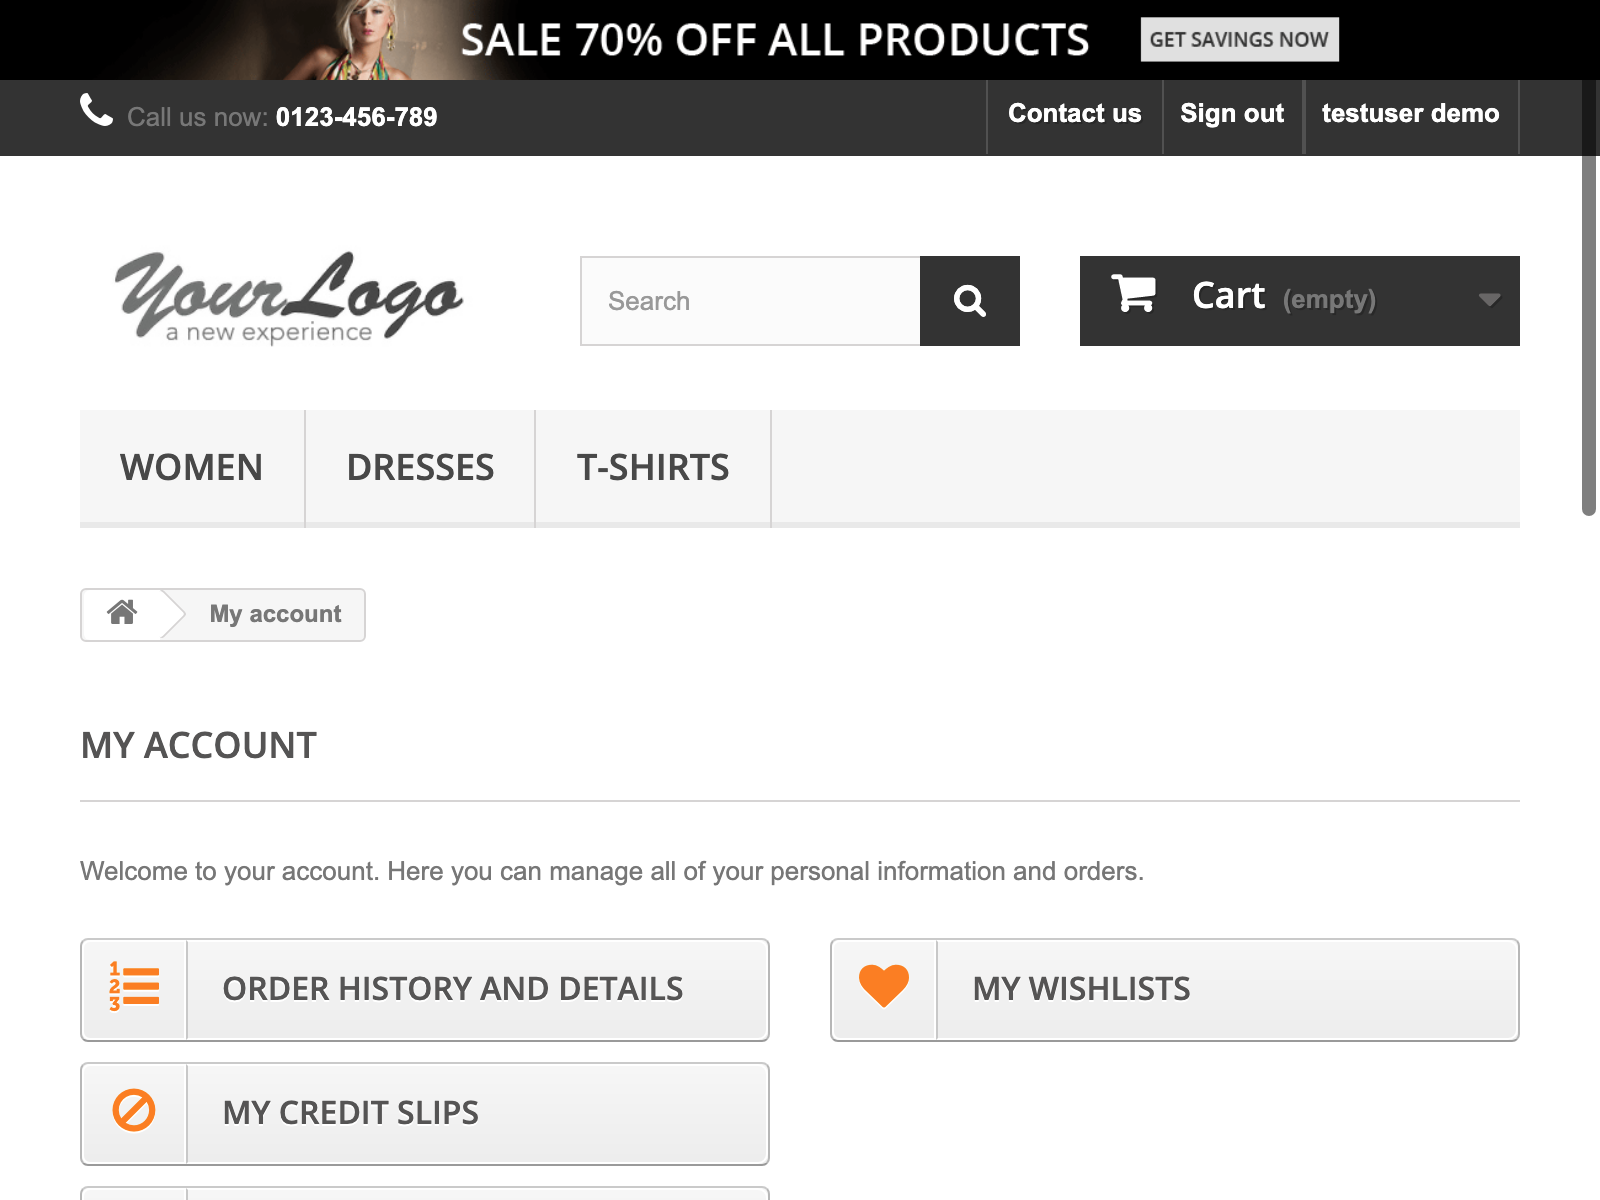 SALE 70% OFF ALL PRODUCTS GET SAVINGS NOW
Call us now: 0123-456-789 Contact us Sign out testuser demo
YourLogo
a new experience
Search
Cart (empty)
WOMEN DRESSES T-SHIRTS
My account
MY ACCOUNT
Welcome to your account. Here you can manage all of your personal information and orders.
1
2
3
ORDER HISTORY AND DETAILS
MY WISHLISTS
MY CREDIT SLIPS